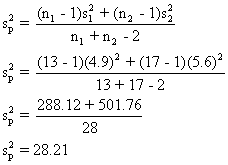 s²ₚ = (n₁ - 1)s²₁ + (n₂ - 1)s²₂ / n₁ + n₂ - 2
s²ₚ = (13 - 1)(4.9)² + (17 - 1)(5.6)² / 13 + 17 - 2
s²ₚ = 288.12 + 501.76 / 28
s²ₚ = 28.21